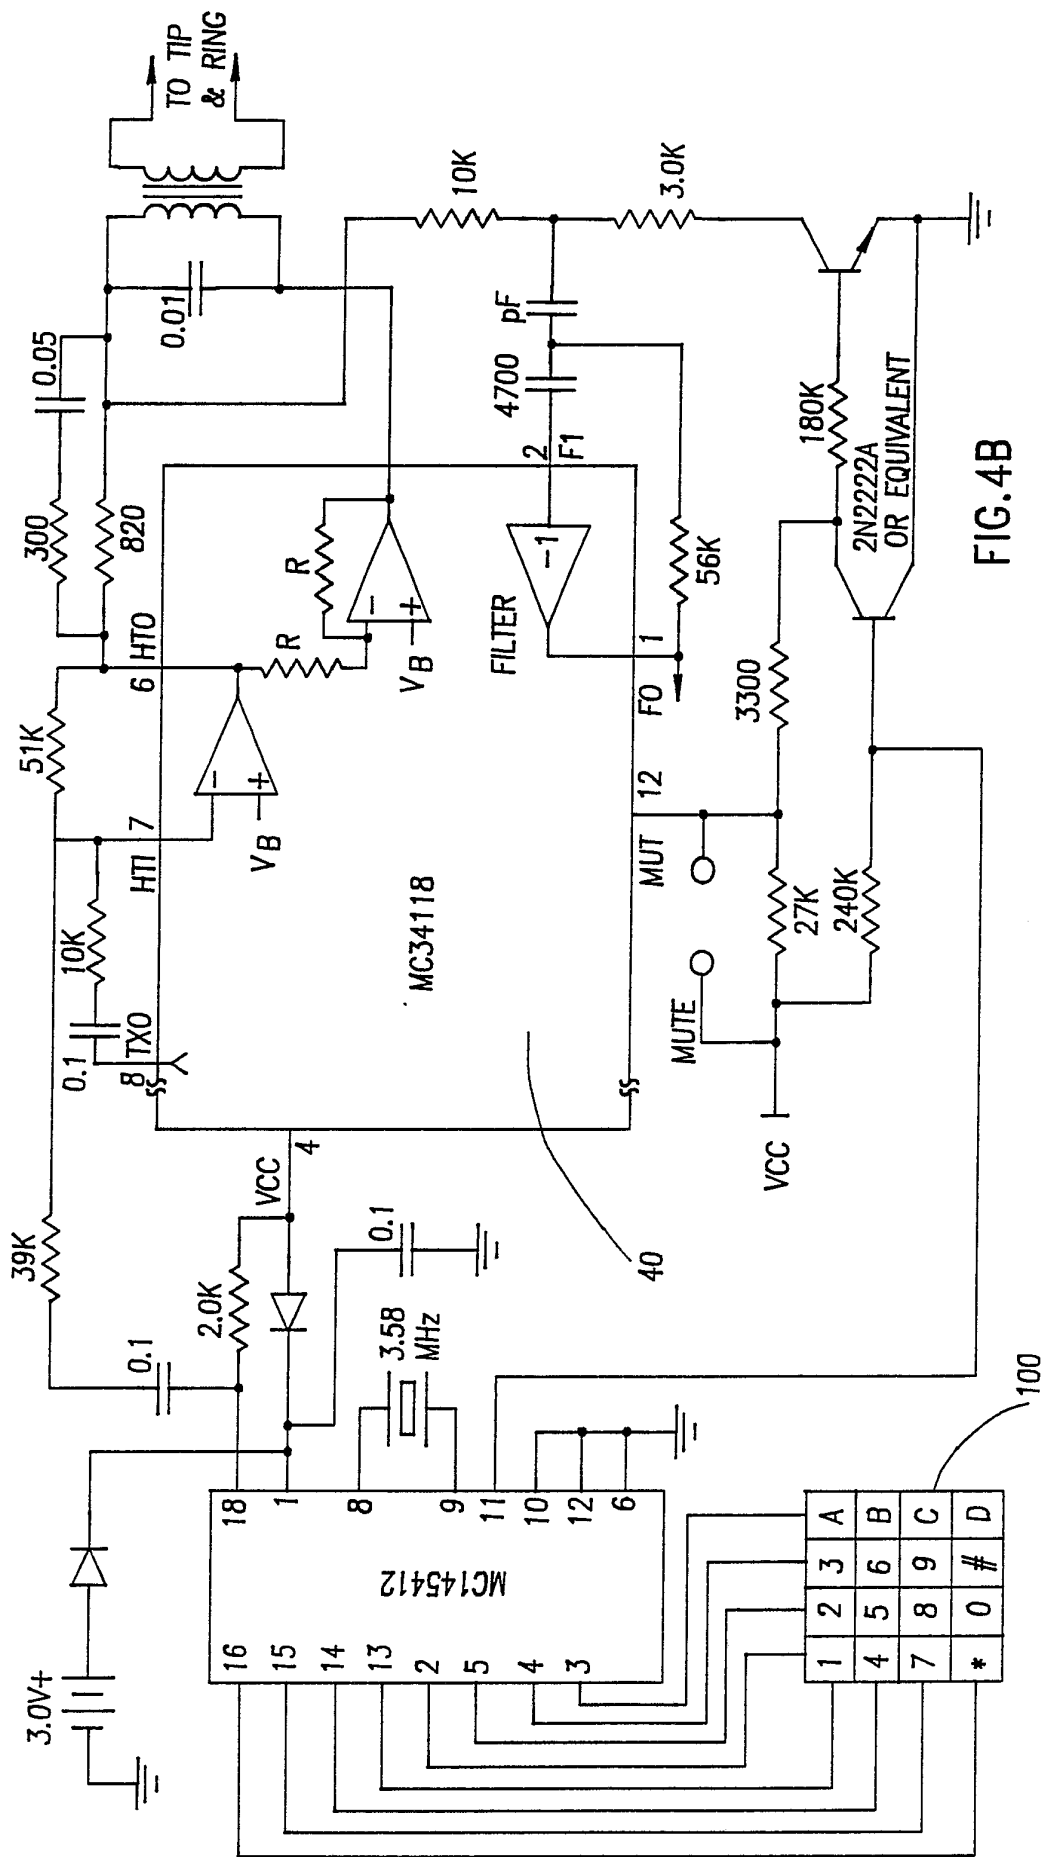 3.0V+
39K
0.1
2.0K
VCC
4
0.1
3.58
MHz
MC145412
16
15
14
13
2
5
4
3
18
1
8
9
11
10
12
6
1 2 3 A
4 5 6 B
7 8 9 C
* 0 # D
100
0.1
8 TXO
10K
HTI 7
51K
6 HTO
300
820
0.05
0.01
TO TIP
& RING
VB
R
R
VB
MC34118
40
FILTER
-1
2
F1
4700 pF
10K
3.0K
56K
FO 1
MUT 12
MUTE
VCC
27K
240K
3300
180K
2N2222A
OR EQUIVALENT
FIG.4B